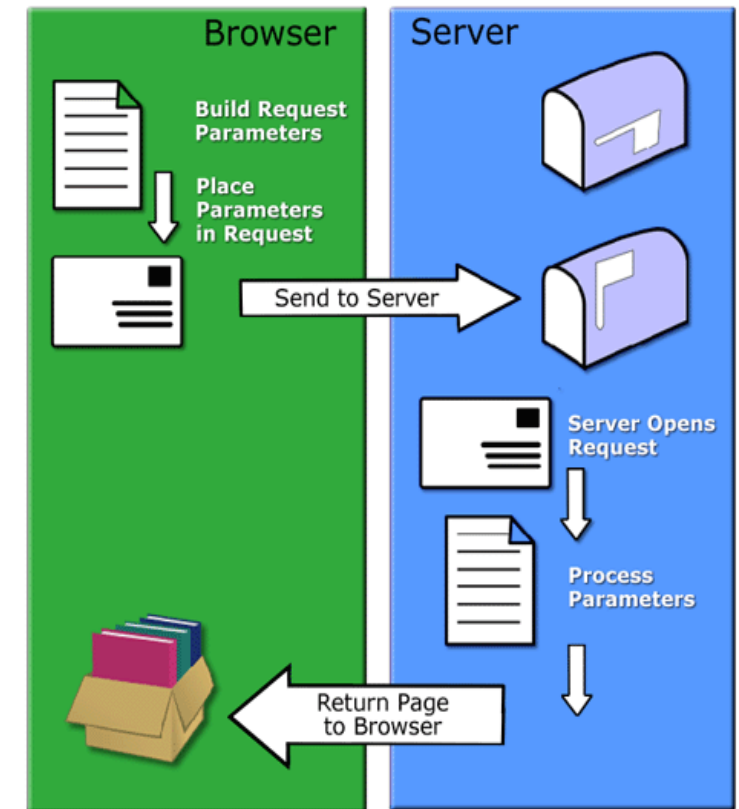 Browser
Server
Build Request
Parameters
Place
Parameters
in Request
Send to Server
Server Opens
Request
Process
Parameters
Return Page
to Browser